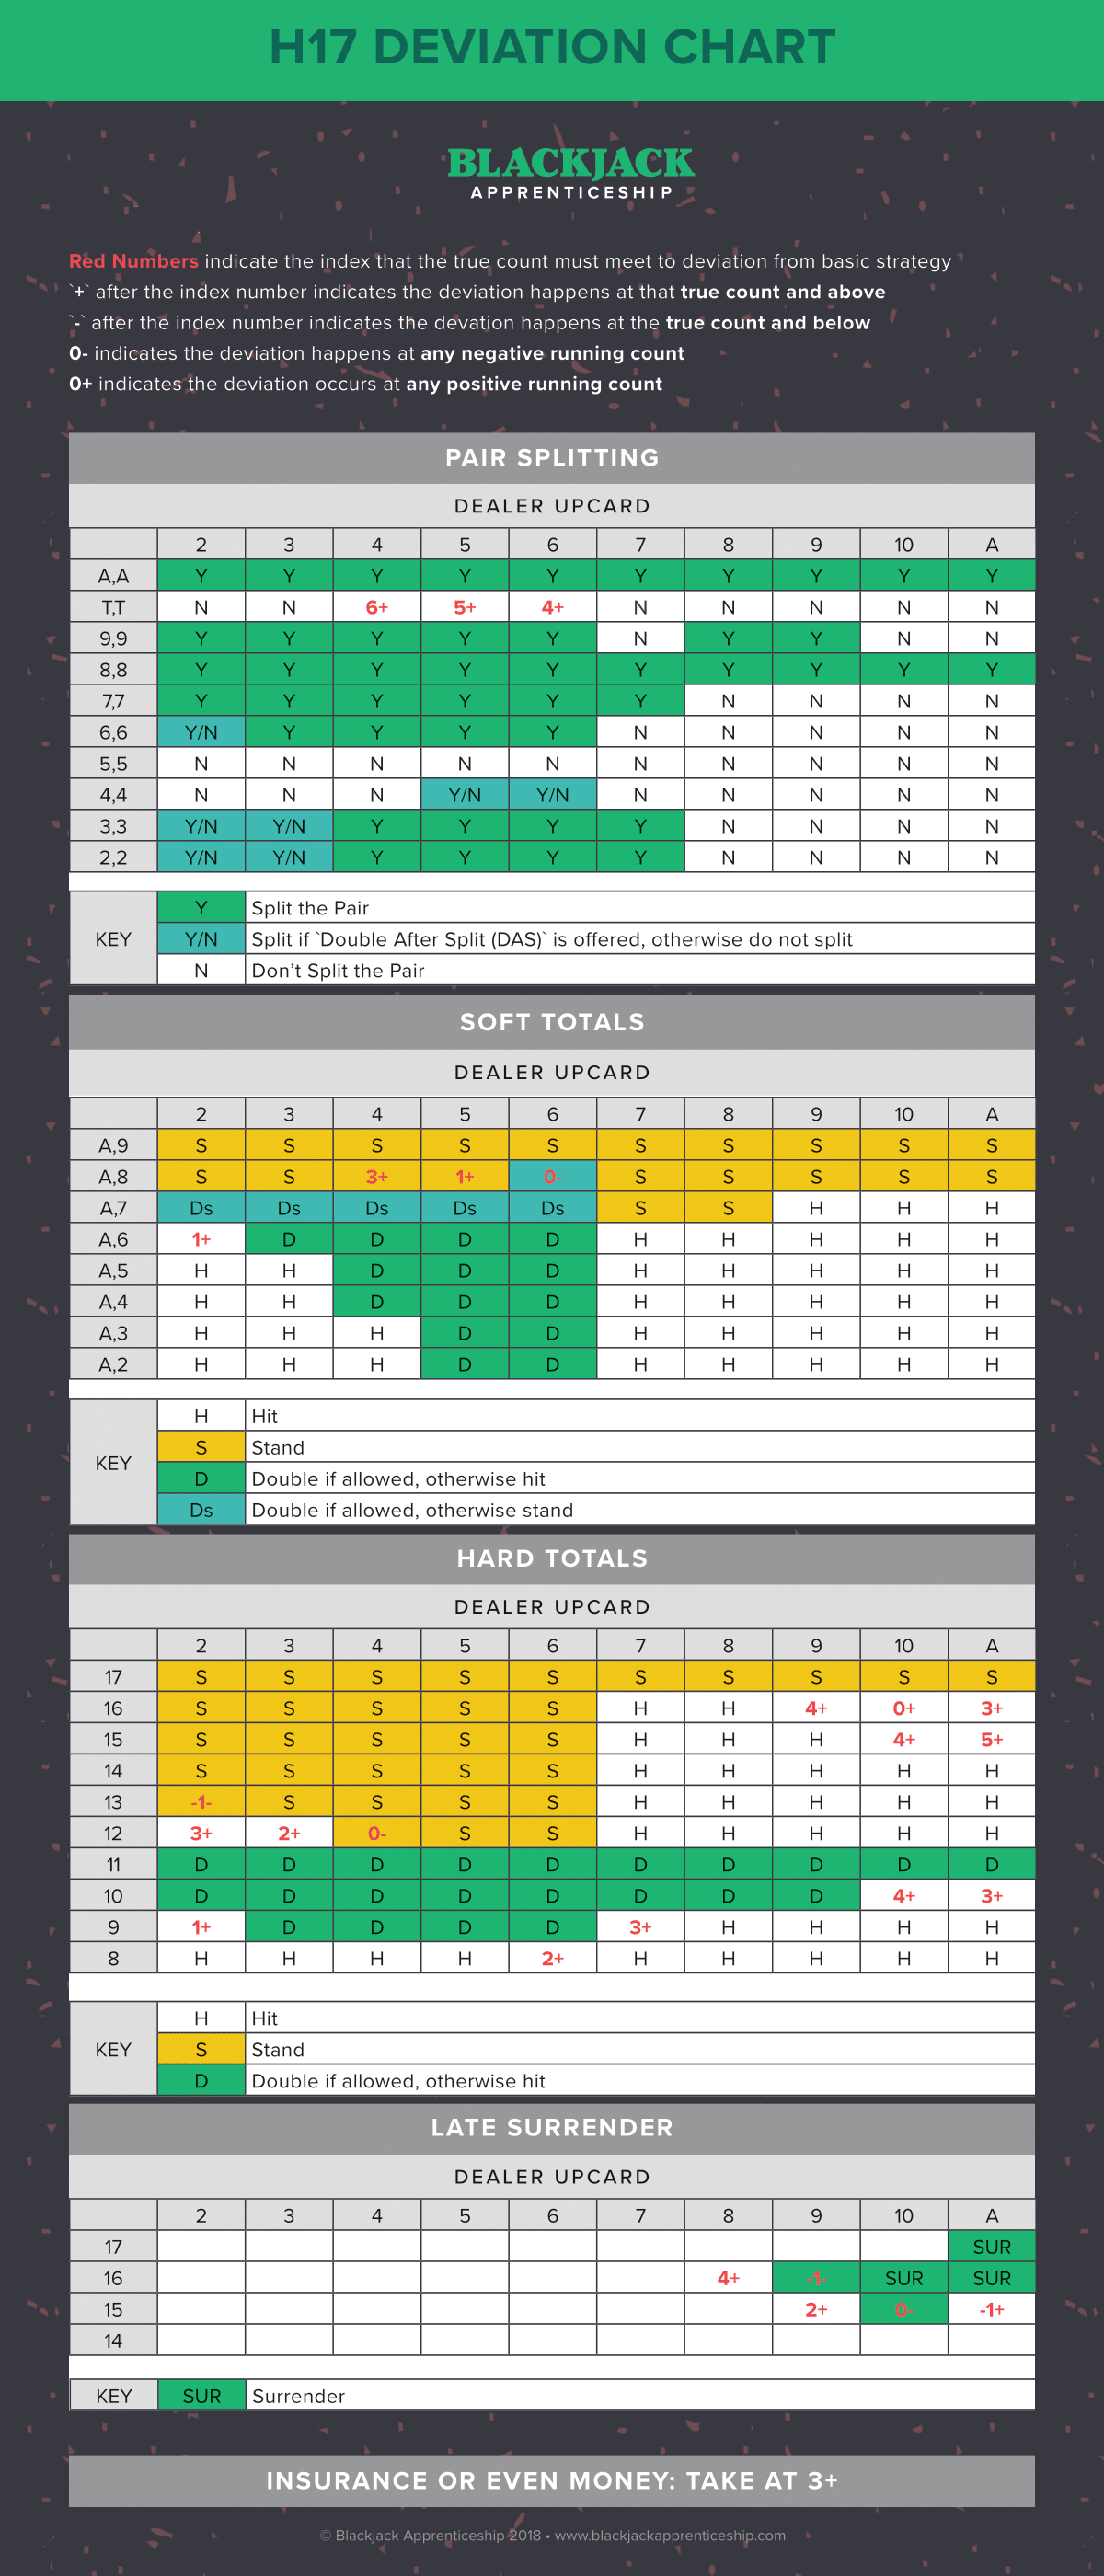 H17 DEVIATION CHART
BLACKJACK
APPRENTICESHIP
Red Numbers indicate the index that the true count must meet to deviation from basic strategy
`+` after the index number indicates the deviation happens at that true count and above
`-` after the index number indicates the devation happens at the true count and below
0- indicates the deviation happens at any negative running count
0+ indicates the deviation occurs at any positive running count
PAIR SPLITTING
DEALER UPCARD
2 3 4 5 6 7 8 9 10 A
A,A Y Y Y Y Y Y Y Y Y Y
T,T N N 6+ 5+ 4+ N N N N N
9,9 Y Y Y Y Y N Y Y N N
8,8 Y Y Y Y Y Y Y Y Y Y
7,7 Y Y Y Y Y Y N N N N
6,6 Y/N Y Y Y Y N N N N N
5,5 N N N N N N N N N N
4,4 N N N Y/N Y/N N N N N N
3,3 Y/N Y/N Y Y Y Y N N N N
2,2 Y/N Y/N Y Y Y Y N N N N
KEY
Y Split the Pair
Y/N Split if `Double After Split (DAS)` is offered, otherwise do not split
N Don’t Split the Pair
SOFT TOTALS
DEALER UPCARD
2 3 4 5 6 7 8 9 10 A
A,9 S S S S S S S S S S
A,8 S S 3+ 1+ 0- S S S S S
A,7 Ds Ds Ds Ds Ds S S H H H
A,6 1+ D D D D H H H H H
A,5 H H D D D H H H H H
A,4 H H D D D H H H H H
A,3 H H H D D H H H H H
A,2 H H H D D H H H H H
KEY
H Hit
S Stand
D Double if allowed, otherwise hit
Ds Double if allowed, otherwise stand
HARD TOTALS
DEALER UPCARD
2 3 4 5 6 7 8 9 10 A
17 S S S S S S S S S S
16 S S S S S H H 4+ 0+ 3+
15 S S S S S H H H 4+ 5+
14 S S S S S H H H H H
13 -1- S S S S H H H H H
12 3+ 2+ 0- S S H H H H H
11 D D D D D D D D D D
10 D D D D D D D D 4+ 3+
9 1+ D D D D 3+ H H H H
8 H H H H 2+ H H H H H
KEY
H Hit
S Stand
D Double if allowed, otherwise hit
LATE SURRENDER
DEALER UPCARD
2 3 4 5 6 7 8 9 10 A
17 SUR
16 4+ -1- SUR SUR
15 2+ 0- -1+
14
KEY SUR Surrender
INSURANCE OR EVEN MONEY: TAKE AT 3+
© Blackjack Apprenticeship 2018 • www.blackjackapprenticeship.com